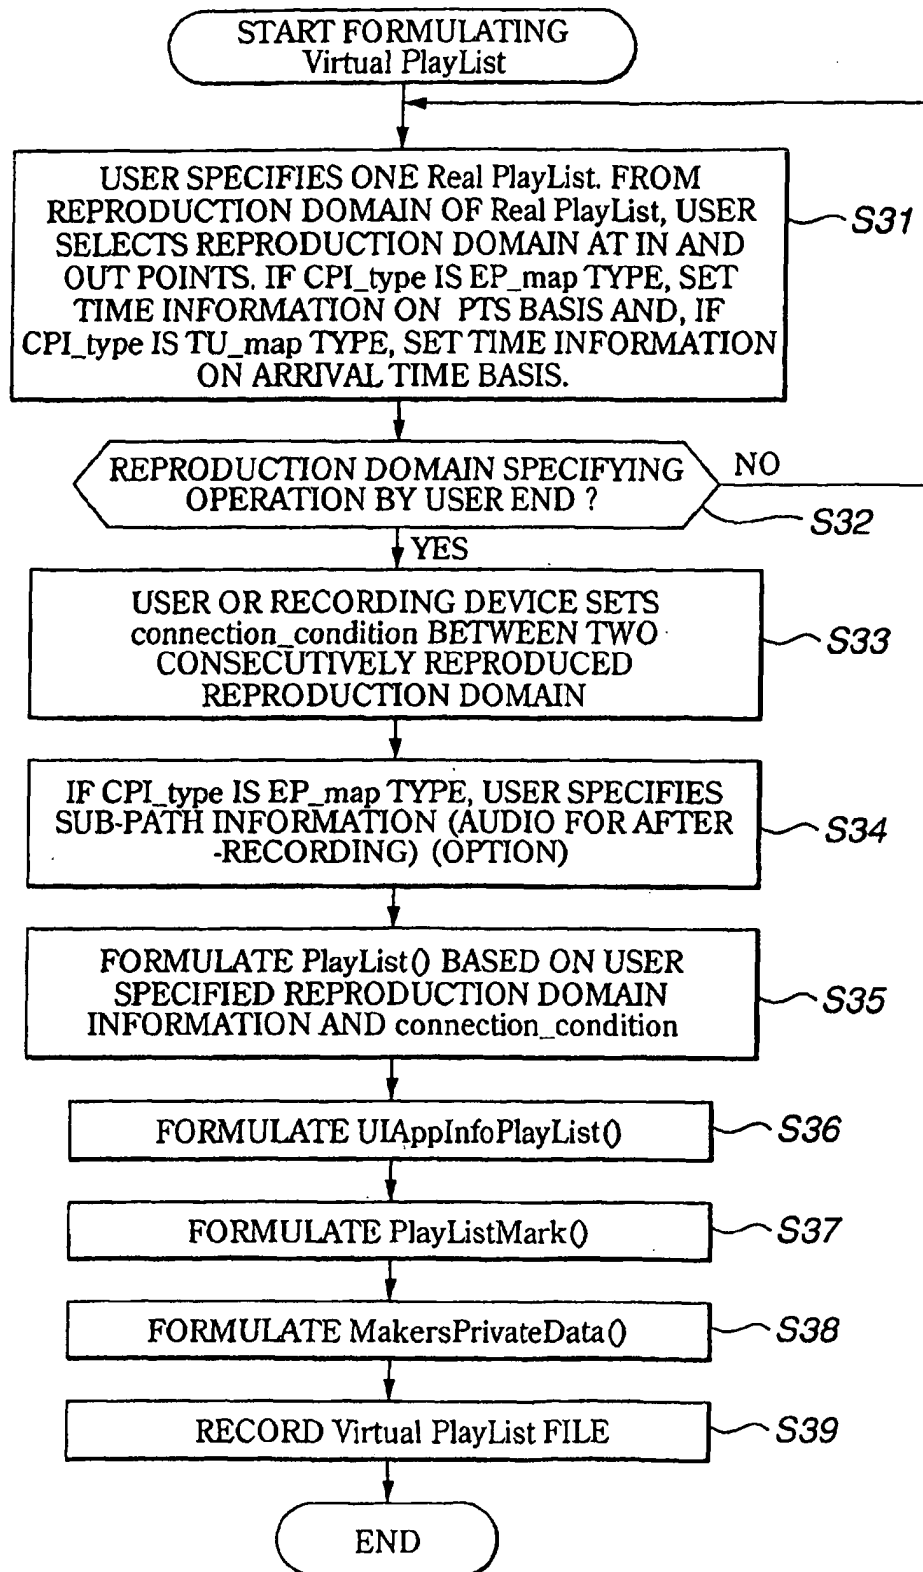 START FORMULATING
Virtual PlayList
USER SPECIFIES ONE Real PlayList. FROM
REPRODUCTION DOMAIN OF Real PlayList, USER
SELECTS REPRODUCTION DOMAIN AT IN AND
OUT POINTS. IF CPI_type IS EP_map TYPE, SET
TIME INFORMATION ON PTS BASIS AND, IF
CPI_type IS TU_map TYPE, SET TIME INFORMATION
ON ARRIVAL TIME BASIS.
S31
REPRODUCTION DOMAIN SPECIFYING
OPERATION BY USER END ?
NO
S32
YES
USER OR RECORDING DEVICE SETS
connection_condition BETWEEN TWO
CONSECUTIVELY REPRODUCED
REPRODUCTION DOMAIN
S33
IF CPI_type IS EP_map TYPE, USER SPECIFIES
SUB-PATH INFORMATION (AUDIO FOR AFTER
-RECORDING) (OPTION)
S34
FORMULATE PlayList() BASED ON USER
SPECIFIED REPRODUCTION DOMAIN
INFORMATION AND connection_condition
S35
FORMULATE UIAppInfoPlayList()
S36
FORMULATE PlayListMark()
S37
FORMULATE MakersPrivateData()
S38
RECORD Virtual PlayList FILE
S39
END